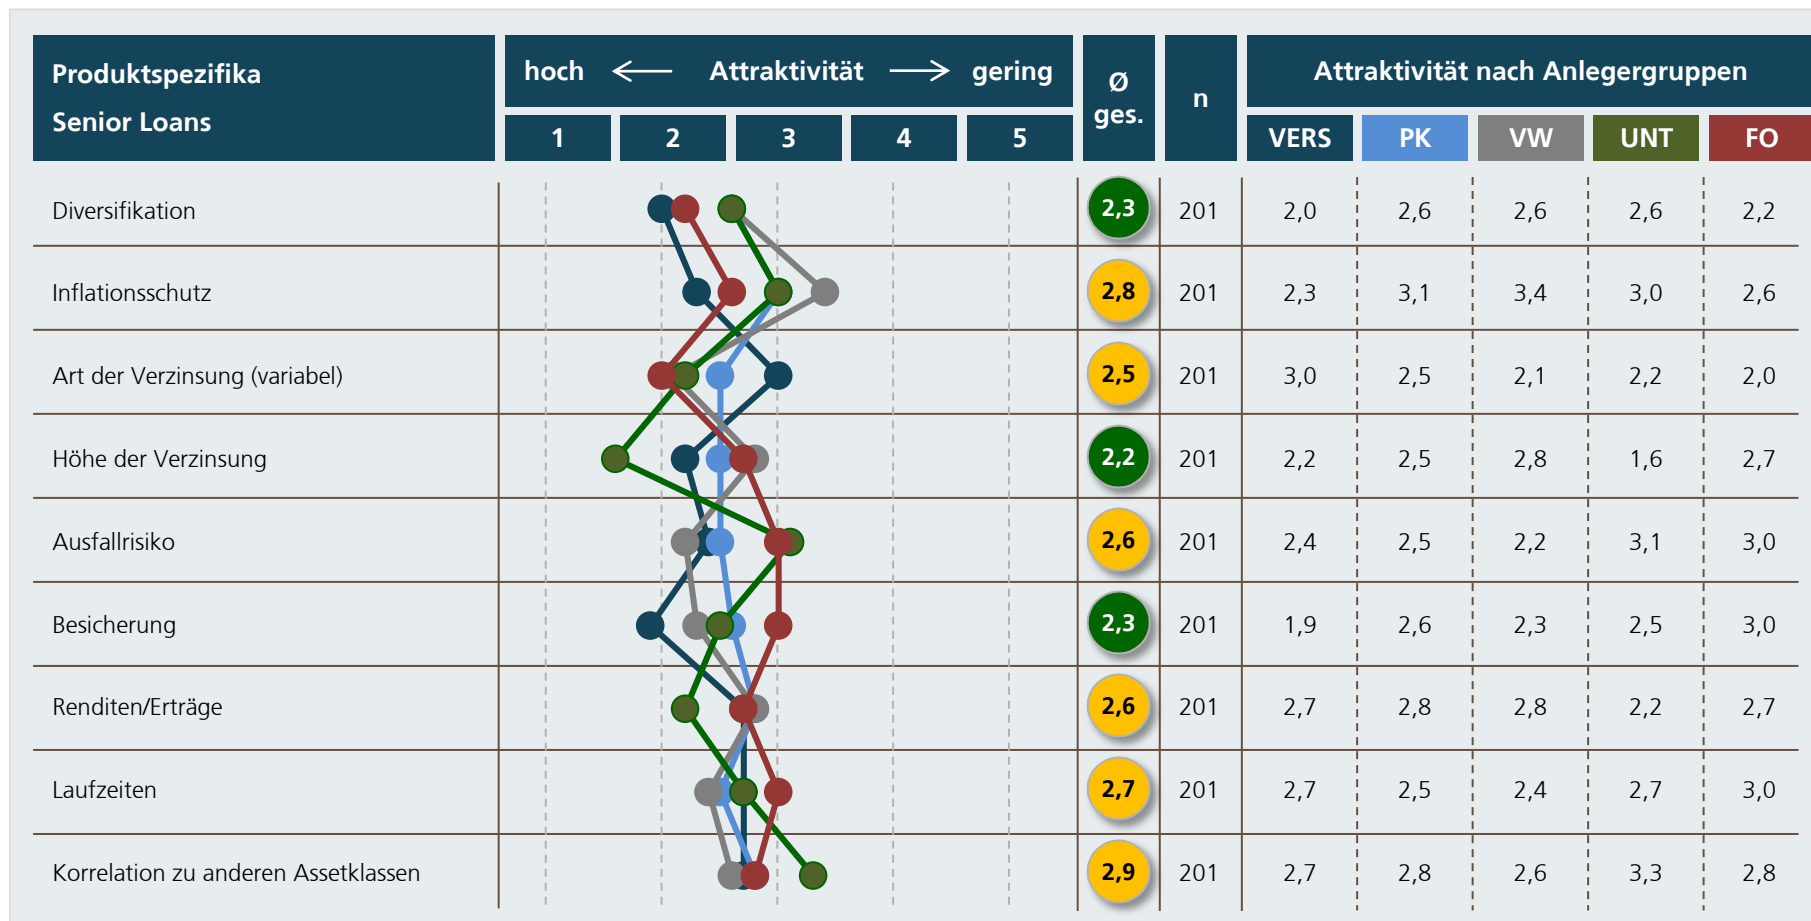 Produktspezifika
Senior Loans
hoch ← Attraktivität → gering
1 2 3 4 5
Ø
ges.
n
Attraktivität nach Anlegergruppen
VERS PK VW UNT FO
Diversifikation 2,3 201 2,0 2,6 2,6 2,6 2,2
Inflationsschutz 2,8 201 2,3 3,1 3,4 3,0 2,6
Art der Verzinsung (variabel) 2,5 201 3,0 2,5 2,1 2,2 2,0
Höhe der Verzinsung 2,2 201 2,2 2,5 2,8 1,6 2,7
Ausfallrisiko 2,6 201 2,4 2,5 2,2 3,1 3,0
Besicherung 2,3 201 1,9 2,6 2,3 2,5 3,0
Renditen/Erträge 2,6 201 2,7 2,8 2,8 2,2 2,7
Laufzeiten 2,7 201 2,7 2,5 2,4 2,7 3,0
Korrelation zu anderen Assetklassen 2,9 201 2,7 2,8 2,6 3,3 2,8